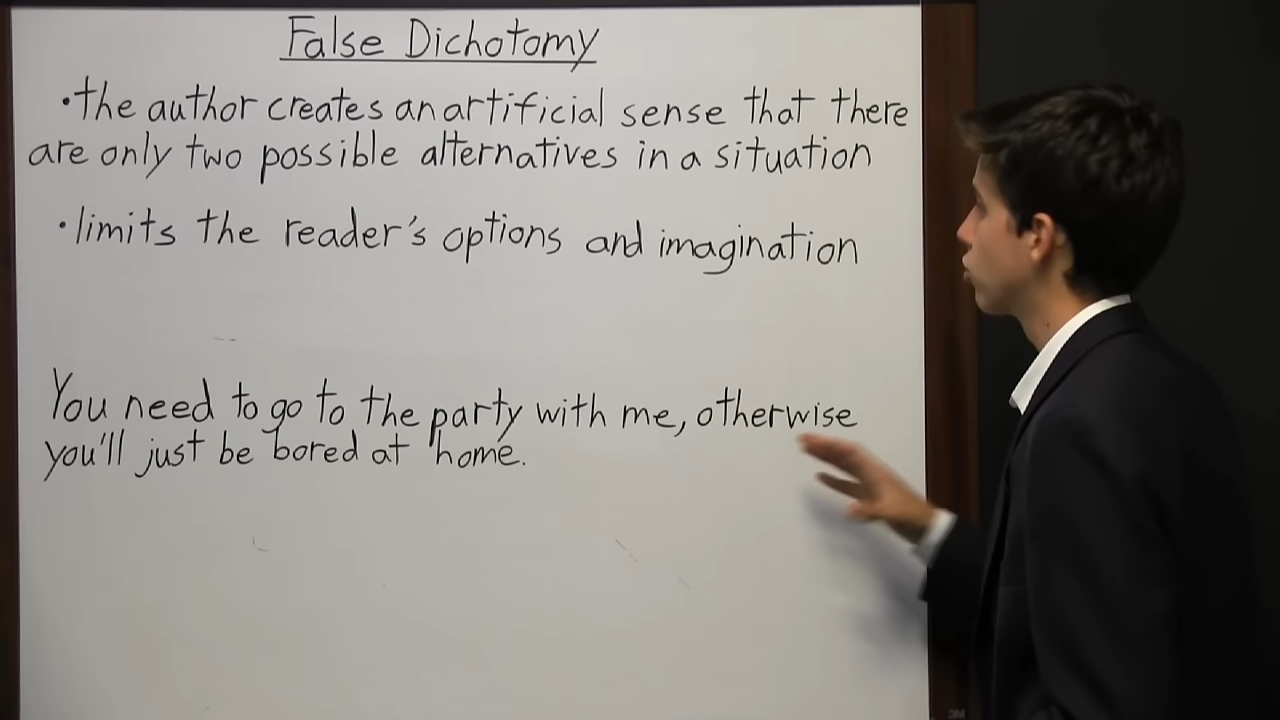 False Dichotomy
•the author creates an artificial sense that there
are only two possible alternatives in a situation
•limits the reader's options and imagination
You need to go to the party with me, otherwise
you'll just be bored at home.
3M